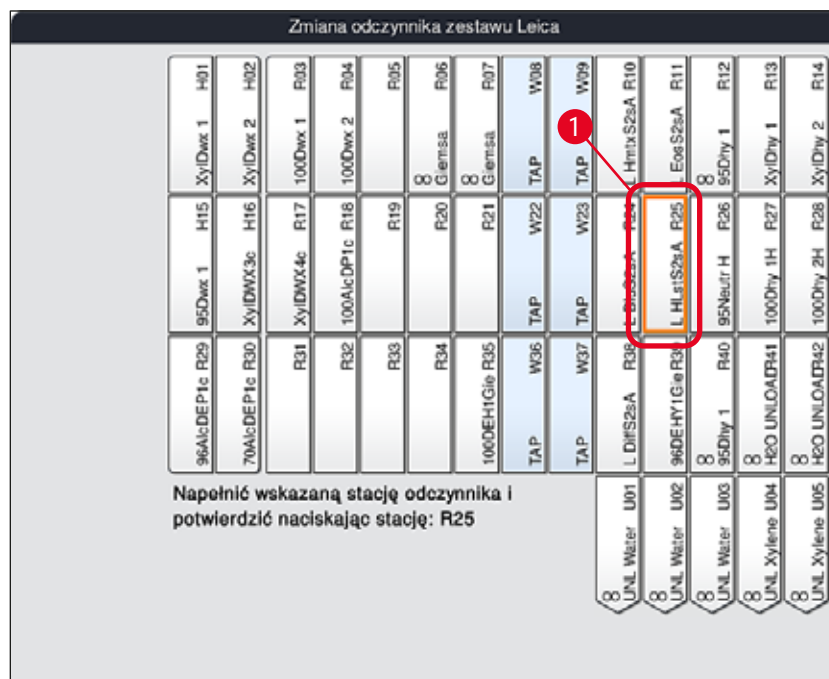 Zmiana odczynnika zestawu Leica
XylDwx 1 H01
XylDwx 2 H02
100Dwx 1 R03
100Dwx 2 R04
R05
∞ Giemsa R06
∞ Giemsa R07
TAP W08
TAP W09
L HmtxS2sA R10
L EosS2sA R11
∞ 95Dhy 1 R12
XylDhy 1 R13
XylDhy 2 R14
1
95Dwx 1 H15
XylDWX3c H16
XylDWX4c R17
100AlcDP1c R18
R19
R20
R21
TAP W22
TAP W23
L BluS2sA R24
L HLstS2sA R25
95Neutr H R26
100Dhy 1H R27
100Dhy 2H R28
96AlcDEP1c R29
70AlcDEP1c R30
R31
R32
R33
R34
100DEH1Gie R35
TAP W36
TAP W37
L DiffS2sA R38
96DEHY1Gie R39
∞ 95Dhy 1 R40
∞ H2O UNLOAD R41
∞ H2O UNLOAD R42
Napełnić wskazaną stację odczynnika i
potwierdzić naciskając stację: R25
∞ UNL Water U01
∞ UNL Water U02
∞ UNL Water U03
∞ UNL Xylene U04
∞ UNL Xylene U05